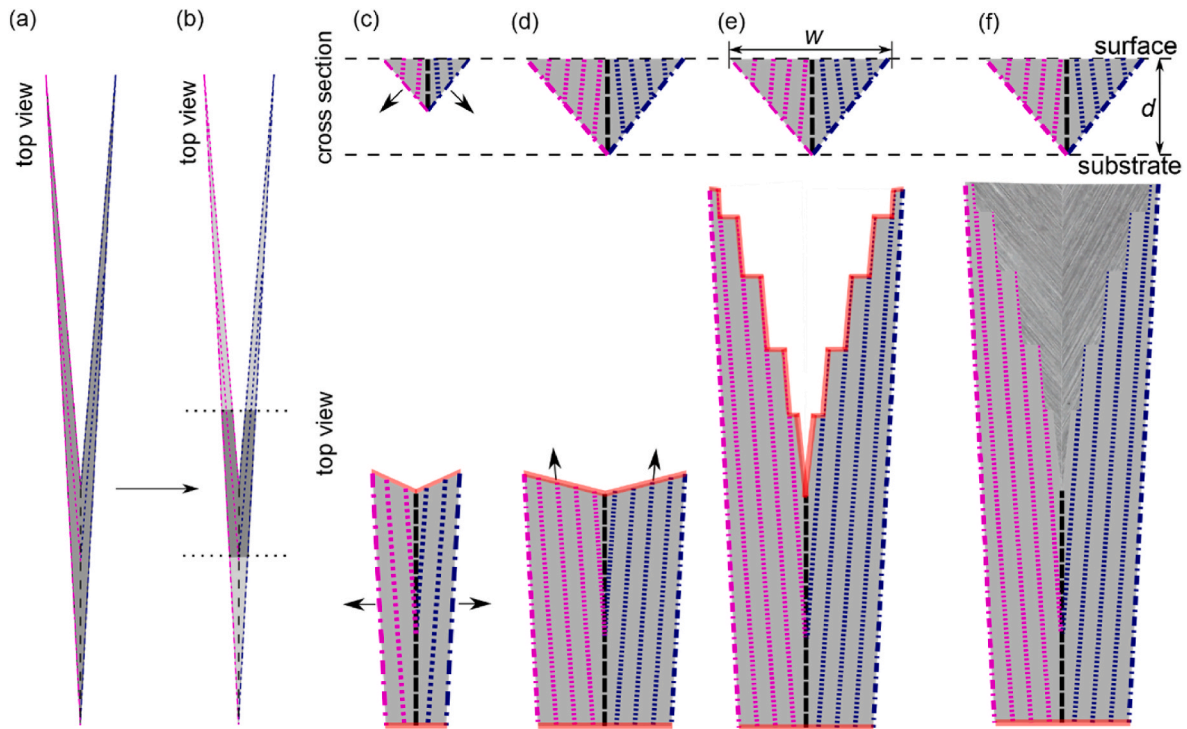 (a)
(b)
(c)
(d)
(e)
(f)
top view
top view
cross section
w
surface
d
substrate
top view